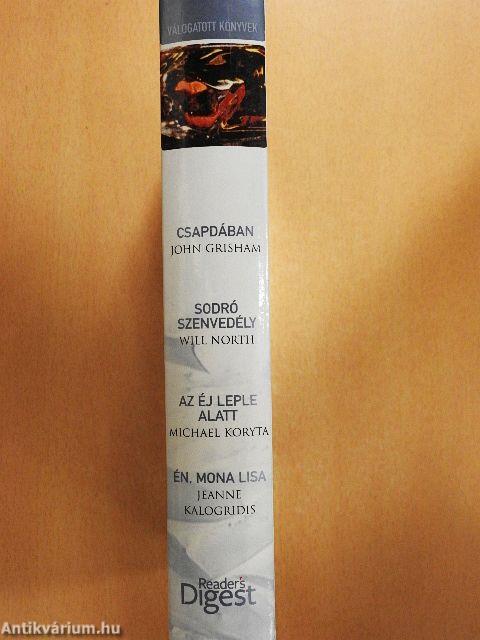 VÁLOGATOTT KÖNYVEK
CSAPDÁBAN
JOHN GRISHAM
SODRÓ
SZENVEDÉLY
WILL NORTH
AZ ÉJ LEPLE
ALATT
MICHAEL KORYTA
ÉN, MONA LISA
JEANNE
KALOGRIDIS
Reader's
Digest
Antikvárium.hu